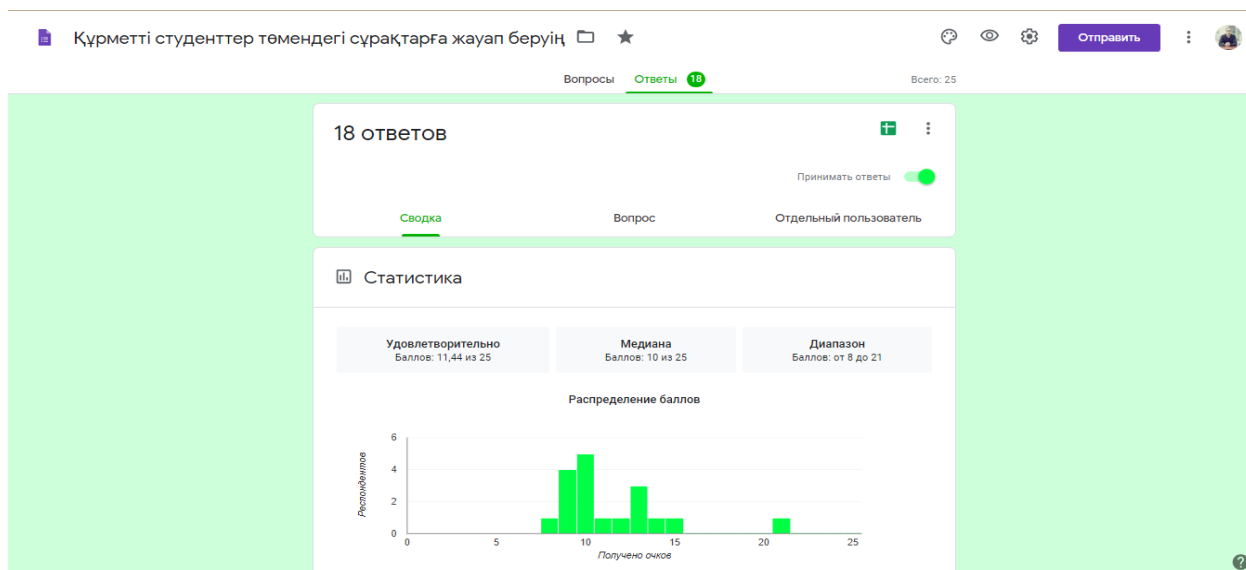 Құрметті студенттер төмендегі сұрақтарға жауап беруің
Отправить
Вопросы Ответы 18
Всего: 25
18 ответов
Принимать ответы
Сводка Вопрос Отдельный пользователь
Статистика
Удовлетворительно Медиана Диапазон
Баллов: 11,44 из 25 Баллов: 10 из 25 Баллов: от 8 до 21
Распределение баллов
Респондентов
6
4
2
0
0 5 10 15 20 25
Получено очков